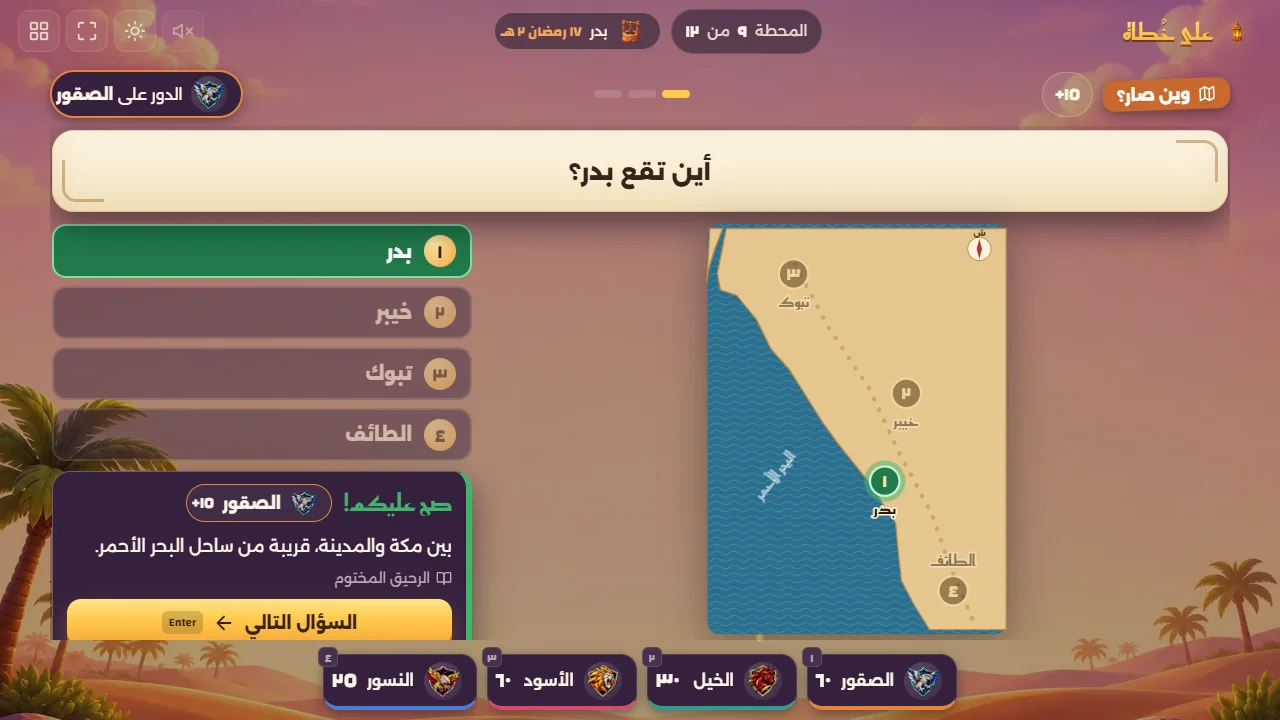 على خُطاهُ
المحطة ٩ من ١٢
بدر ١٧ رمضان ٢ هـ
وين صار؟
+١٠
الدور على الصقور
أين تقع بدر؟
١ بدر
٢ خيبر
٣ تبوك
٤ الطائف
ش
٣
تبوك
٢
خيبر
١
بدر
الطائف
٤
البحر الأحمر
صح عليكم!
الصقور +١٠
بين مكة والمدينة، قريبة من ساحل البحر الأحمر.
الرحيق المختوم
السؤال التالي ← Enter
١
الصقور ٦٠
٢
الخيل ٣٠
٣
الأسود ٦٠
٤
النسور ٢٥